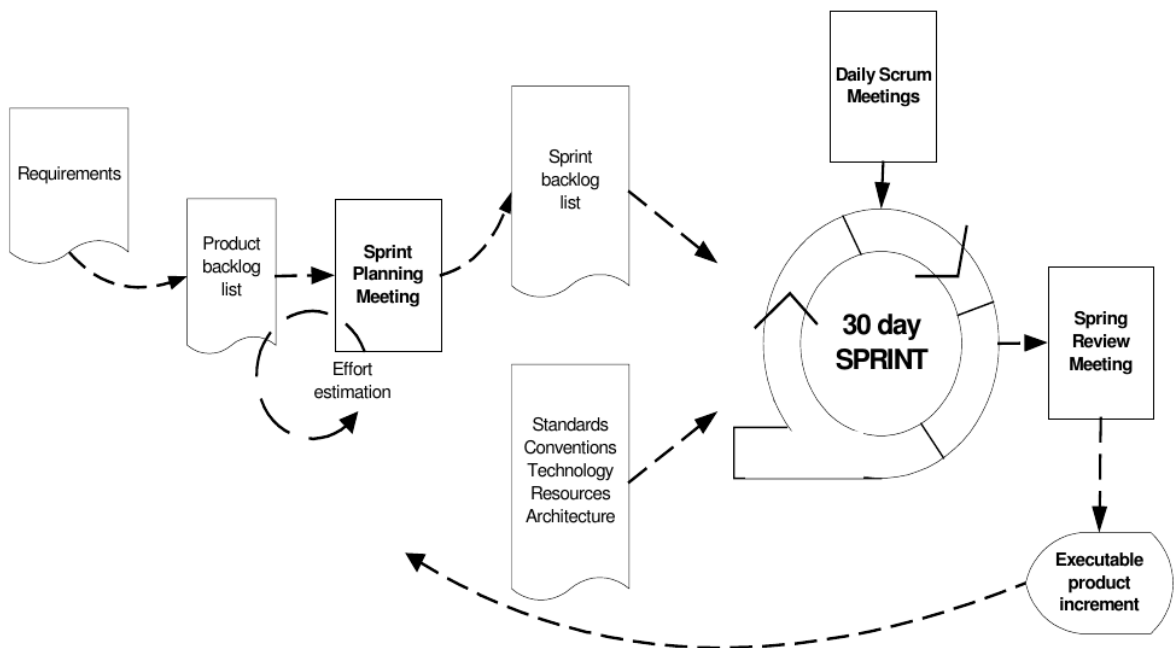 Requirements
Product
backlog
list
Sprint
Planning
Meeting
Effort
estimation
Sprint
backlog
list
Standards
Conventions
Technology
Resources
Architecture
Daily Scrum
Meetings
30 day
SPRINT
Spring
Review
Meeting
Executable
product
increment